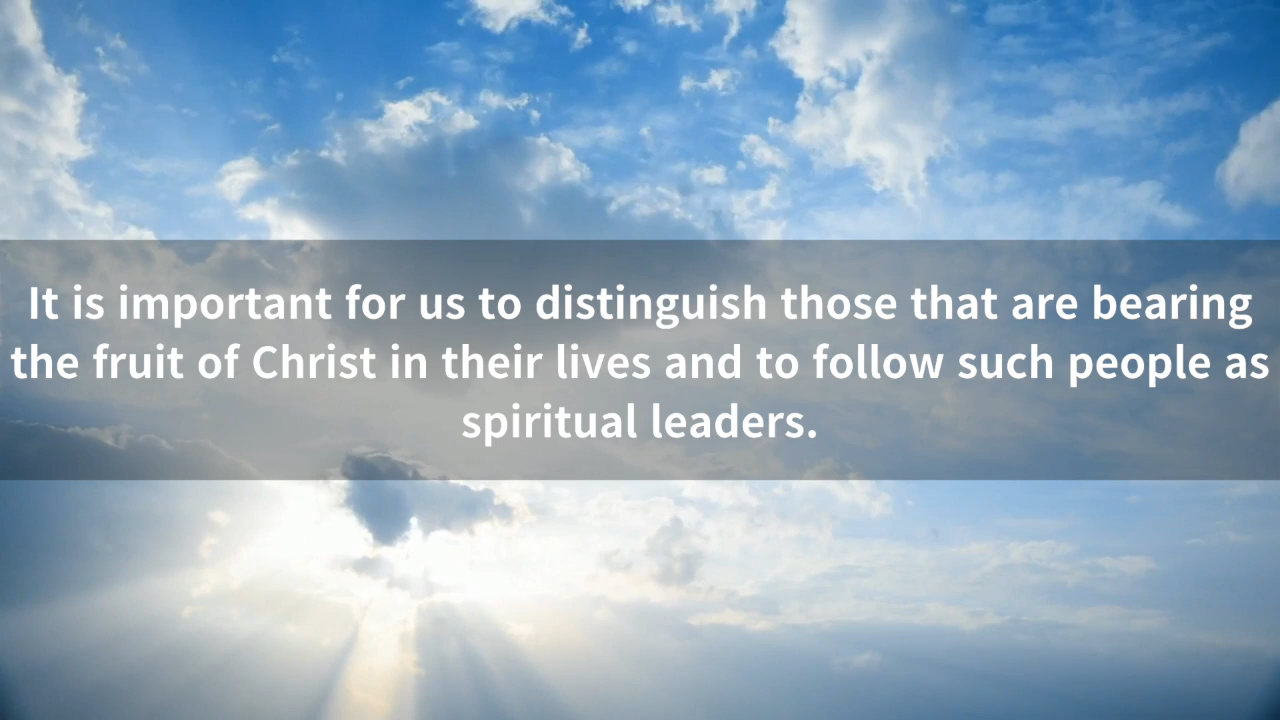 It is important for us to distinguish those that are bearing
the fruit of Christ in their lives and to follow such people as
spiritual leaders.